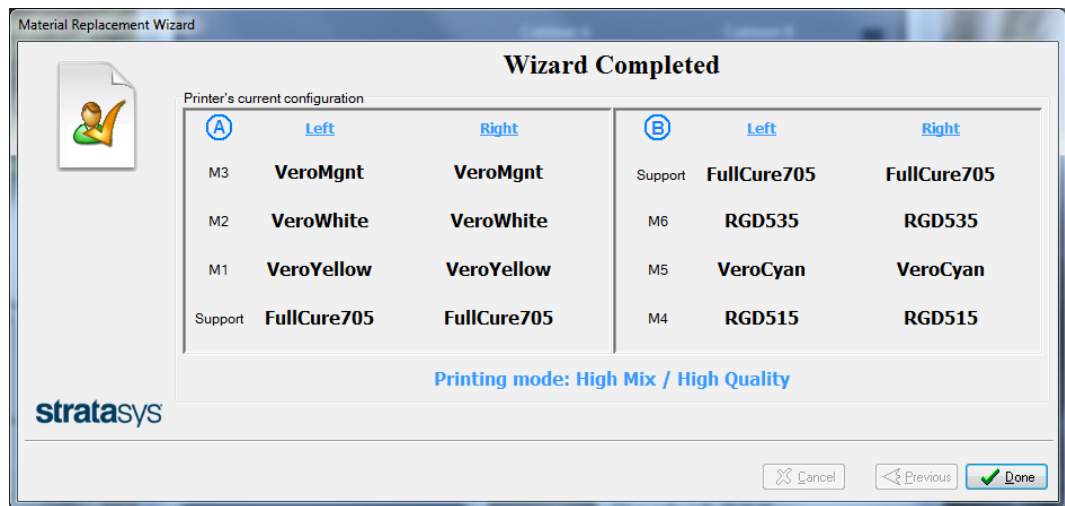 Material Replacement Wizard
Wizard Completed
Printer's current configuration
A Left Right
M3 VeroMgnt VeroMgnt
M2 VeroWhite VeroWhite
M1 VeroYellow VeroYellow
Support FullCure705 FullCure705
B Left Right
Support FullCure705 FullCure705
M6 RGD535 RGD535
M5 VeroCyan VeroCyan
M4 RGD515 RGD515
Printing mode: High Mix / High Quality
stratasys
Cancel Previous Done